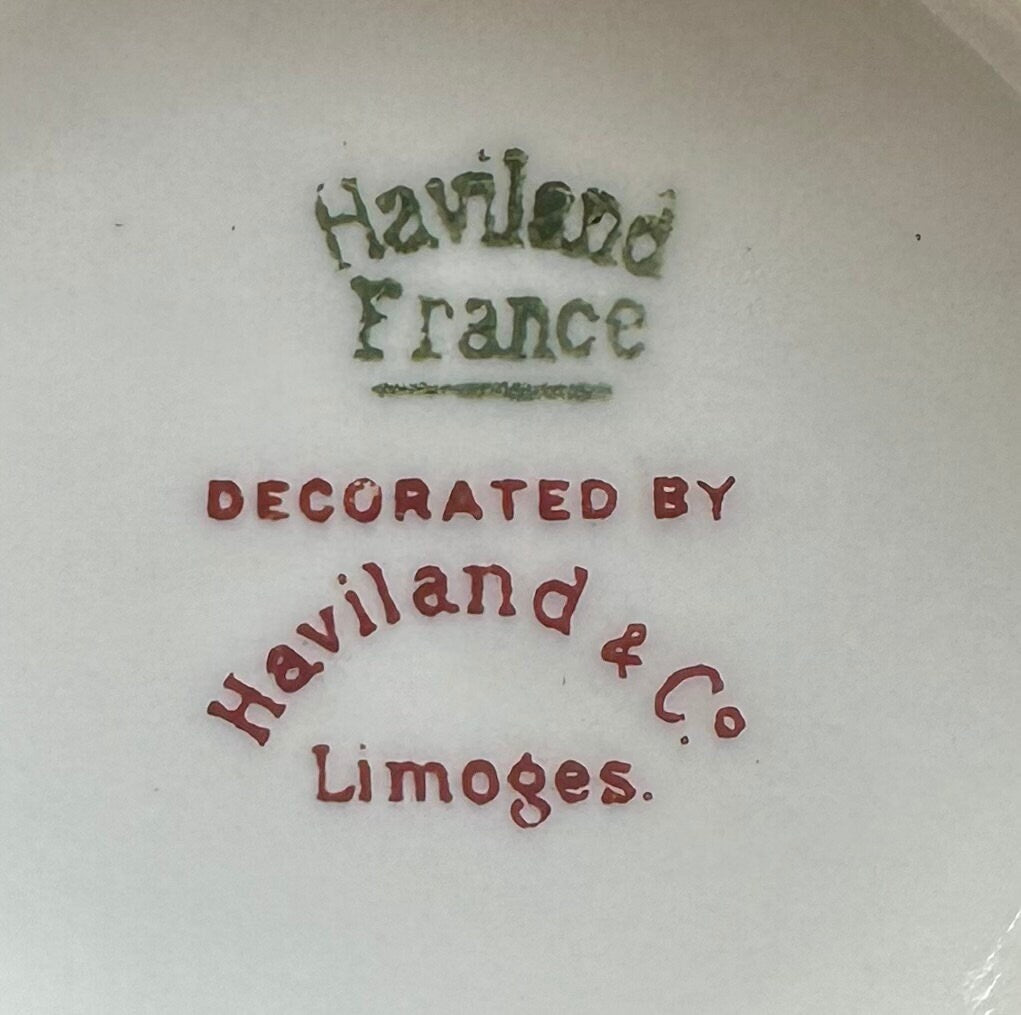 Haviland
France
DECORATED BY
Haviland & Co
Limoges.